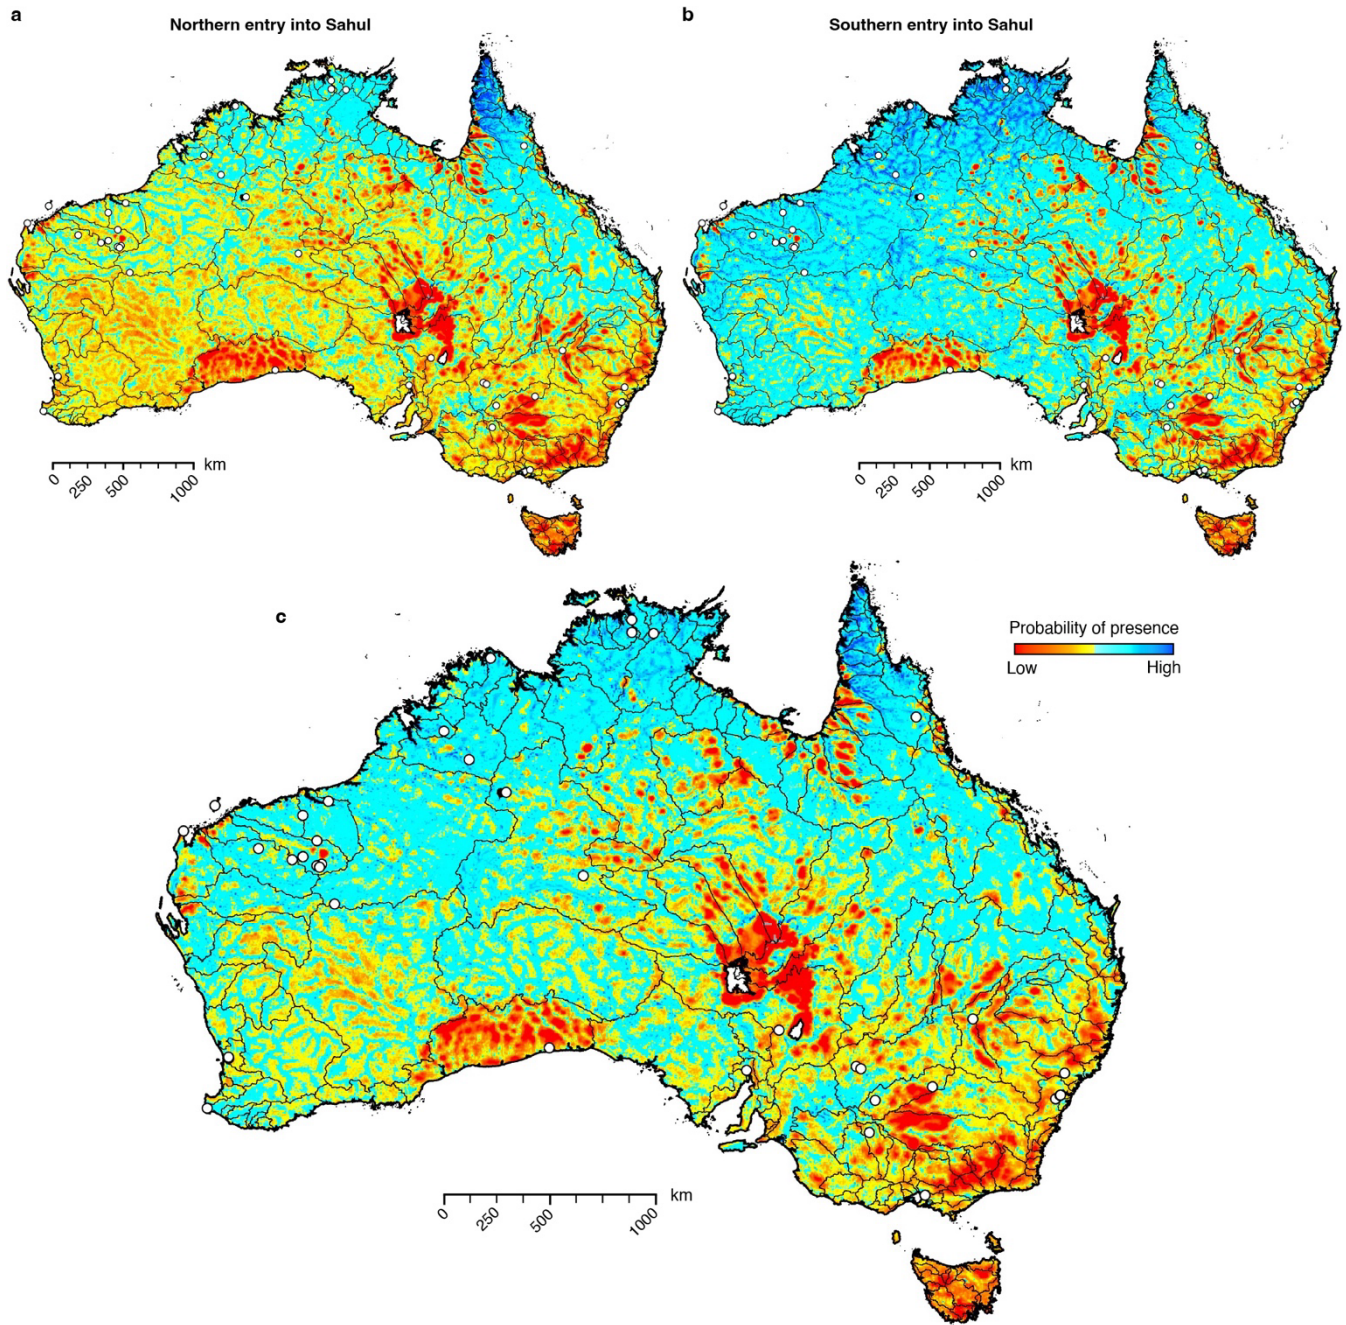 a
Northern entry into Sahul
b
Southern entry into Sahul
km
0 250 500 1000
km
0 250 500 1000
c
Probability of presence
Low High
km
0 250 500 1000